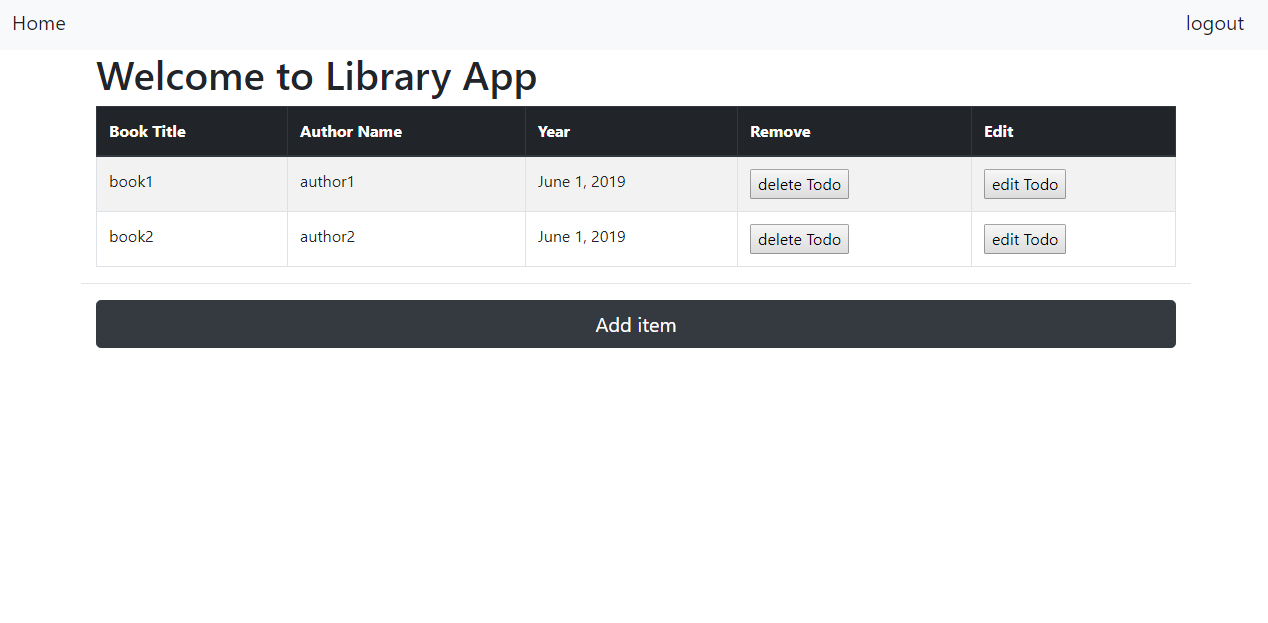 Home logout
Welcome to Library App
Book Title Author Name Year Remove Edit
book1 author1 June 1, 2019 delete Todo edit Todo
book2 author2 June 1, 2019 delete Todo edit Todo
Add item